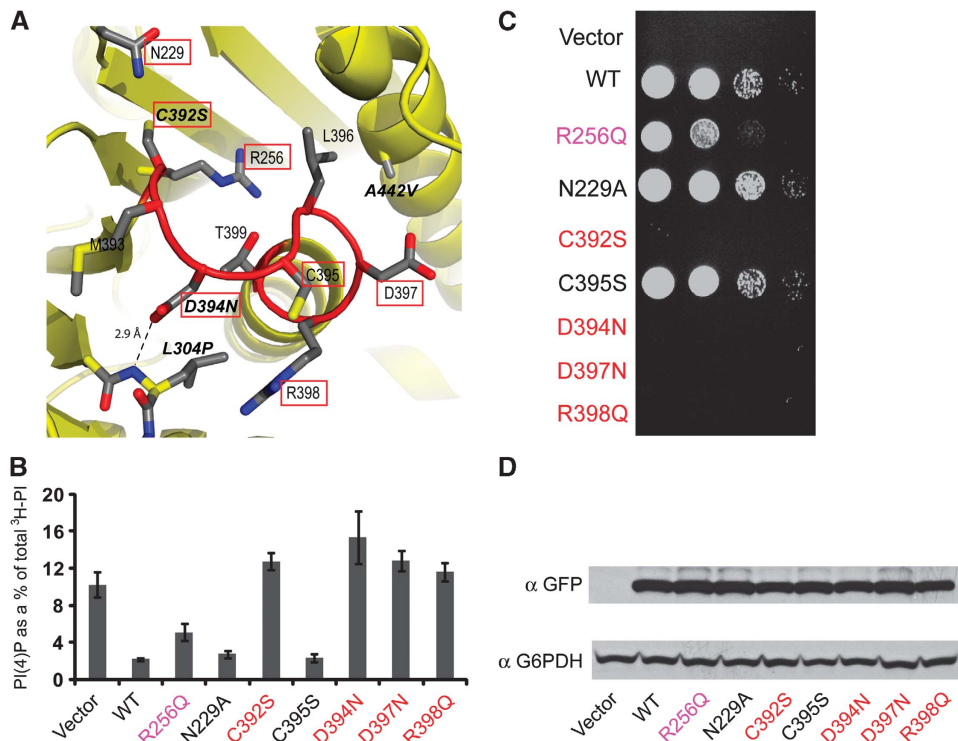 A
N229
C392S
R256
L396
A442V
M393
T399
C395
D397
D394N
2.9 Å
L304P
R398
B
PI(4)P as a % of total ³H-PI
20
16
12
8
4
0
Vector
WT
R256Q
N229A
C392S
C395S
D394N
D397N
R398Q
C
Vector
WT
R256Q
N229A
C392S
C395S
D394N
D397N
R398Q
D
α GFP
α G6PDH
Vector
WT
R256Q
N229A
C392S
C395S
D394N
D397N
R398Q